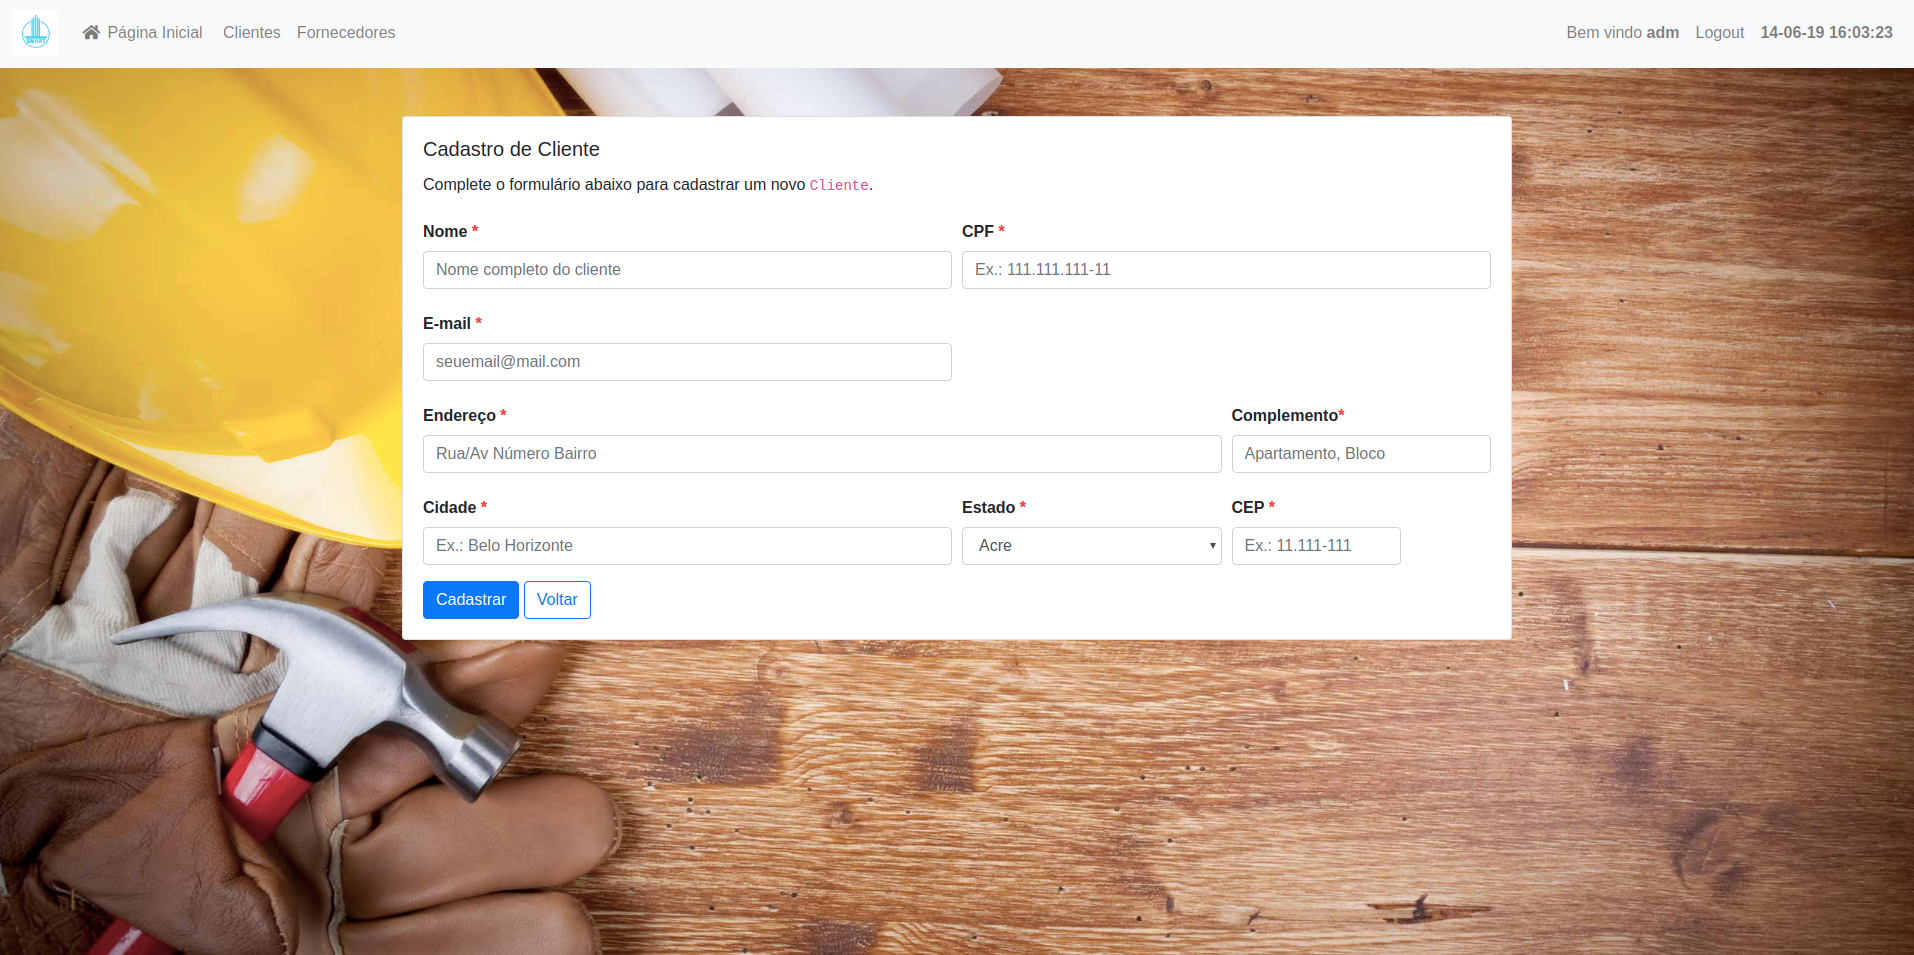 SMART
Página Inicial Clientes Fornecedores Bem vindo adm Logout 14-06-19 16:03:23
Cadastro de Cliente
Complete o formulário abaixo para cadastrar um novo Cliente.
Nome * CPF *
Nome completo do cliente Ex.: 111.111.111-11
E-mail *
seuemail@mail.com
Endereço * Complemento*
Rua/Av Número Bairro Apartamento, Bloco
Cidade * Estado * CEP *
Ex.: Belo Horizonte Acre Ex.: 11.111-111
Cadastrar Voltar